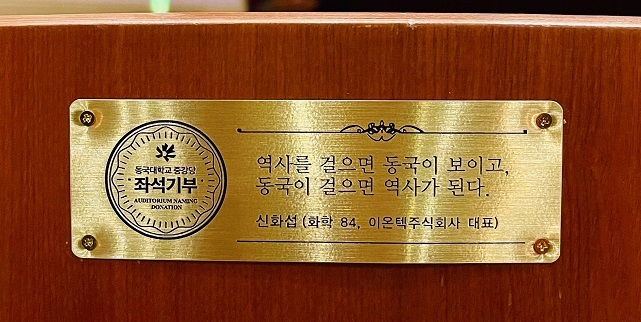 동국대학교 중강당
좌석기부
AUDITORIUM NAMING
DONATION
역사를 걸으면 동국이 보이고,
동국이 걸으면 역사가 된다.
신화섭 (화학 84, 이온텍주식회사 대표)